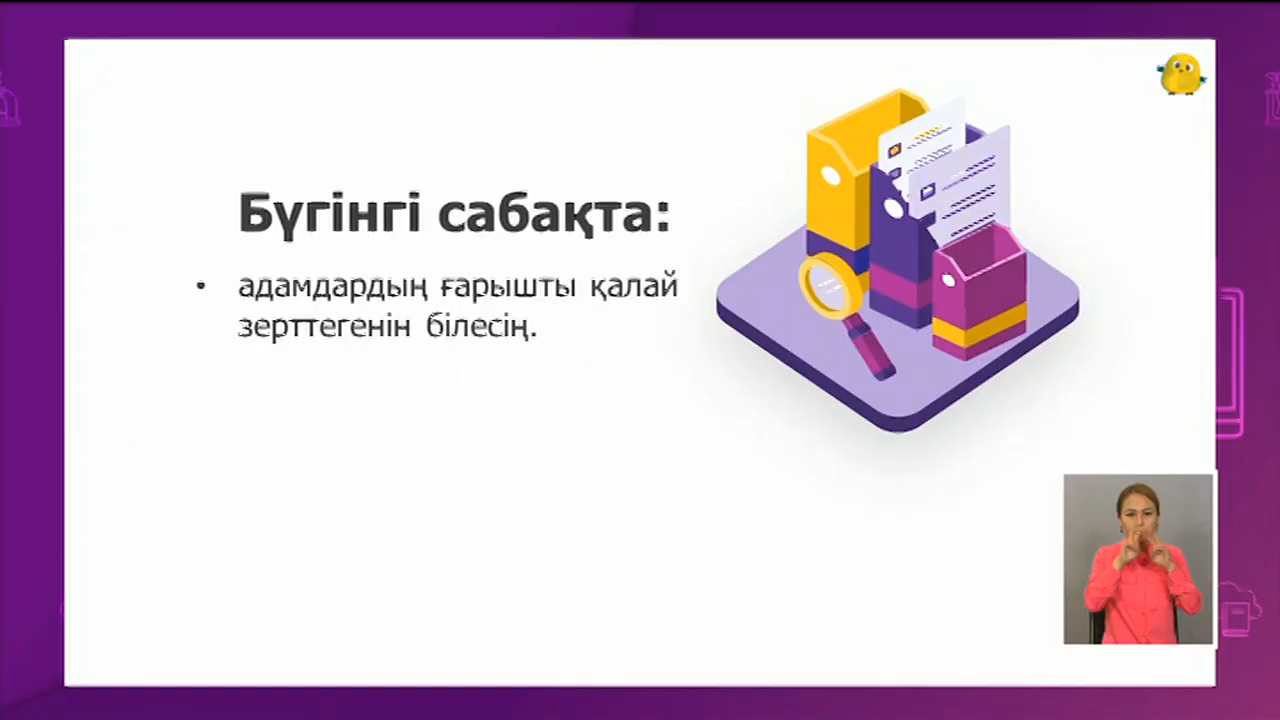 Бүгінгі сабақта:
• адамдардың ғарышты қалай
зерттегенін білесің.